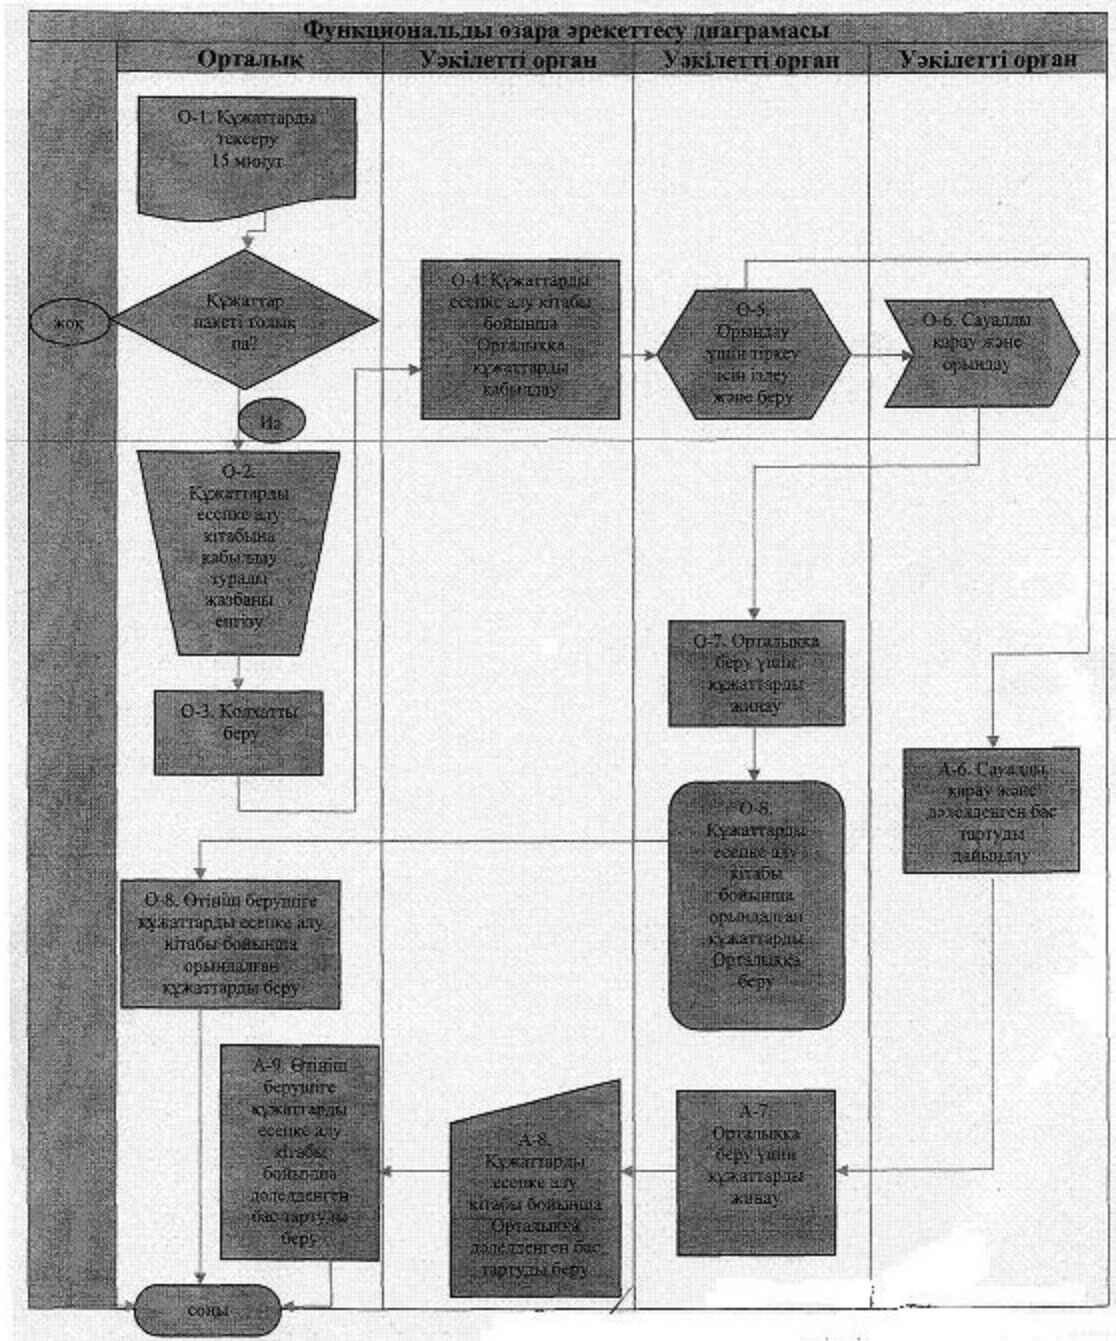 Функциональды өзара әрекеттесу диаграмасы
Орталық
Уәкілетті орган
Уәкілетті орган
Уәкілетті орган
О-1. Құжаттарды
тексеру
15 минут
Құжаттар
пакеті толық
па?
жоқ
Иә
О-2.
Құжаттарды
есепке алу
кітабына
қабылдау
туралы
жазбаны
енгізу
О-3. Қолхатты
беру
О-4. Құжаттарды
есепке алу кітабы
бойынша
Орталыққа
құжаттарды
қабылдау
О-5.
Орындау
үшін тіркеу
ісін іздеу
және беру
О-6. Сауалды
қарау және
орындау
О-7. Орталыққа
беру үшін
құжаттарды
жинау
А-6. Сауалды
қарау және
дәлелденген бас
тартуды
дайындау
О-8.
Құжаттарды
есепке алу
кітабы
бойынша
орындалған
құжаттарды
Орталыққа
беру
О-8. Өтініш берушіге
құжаттарды есепке алу
кітабы бойынша
орындалған
құжаттарды беру
А-9. Өтініш
берушіге
құжаттарды
есепке алу
кітабы
бойынша
дәлелденген
бас тартуды
беру
А-8.
Құжаттарды
есепке алу
кітабы бойынша
Орталыққа
дәлелденген бас
тартуды беру
А-7.
Орталыққа
беру үшін
құжаттарды
жинау
соңы